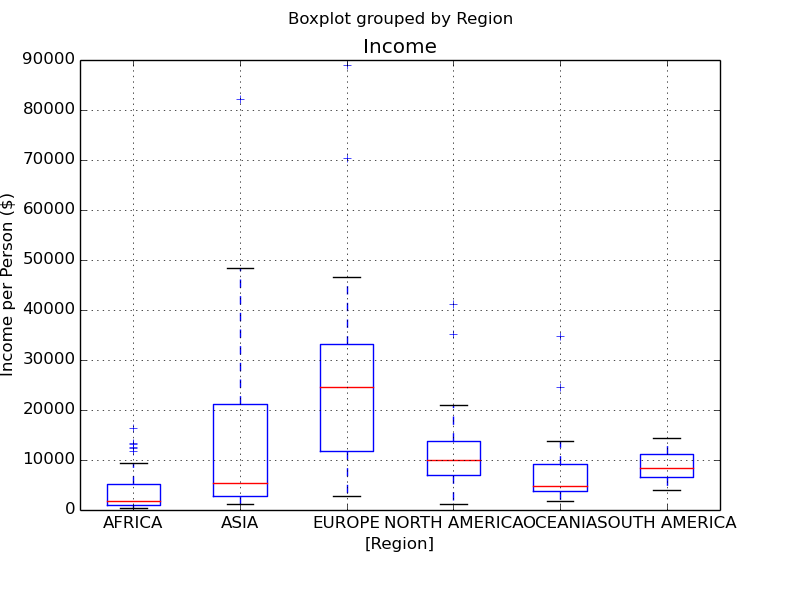 Boxplot grouped by Region
Income
90000
80000
70000
60000
50000
40000
30000
20000
10000
0
Income per Person ($)
AFRICA ASIA EUROPE NORTH AMERICA OCEANIA SOUTH AMERICA
[Region]